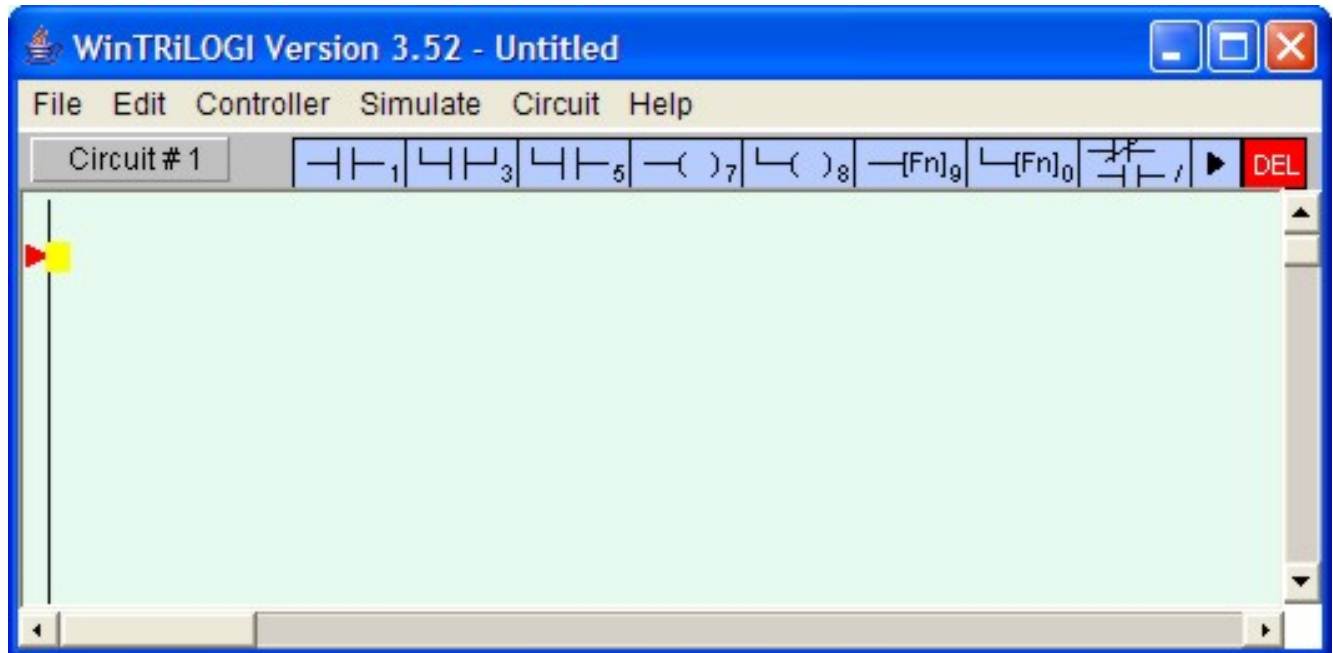 WinTRiLOGI Version 3.52 - Untitled
File Edit Controller Simulate Circuit Help
Circuit # 1 1 3 5 ( )7 ( )8 [Fn]9 [Fn]0 / DEL